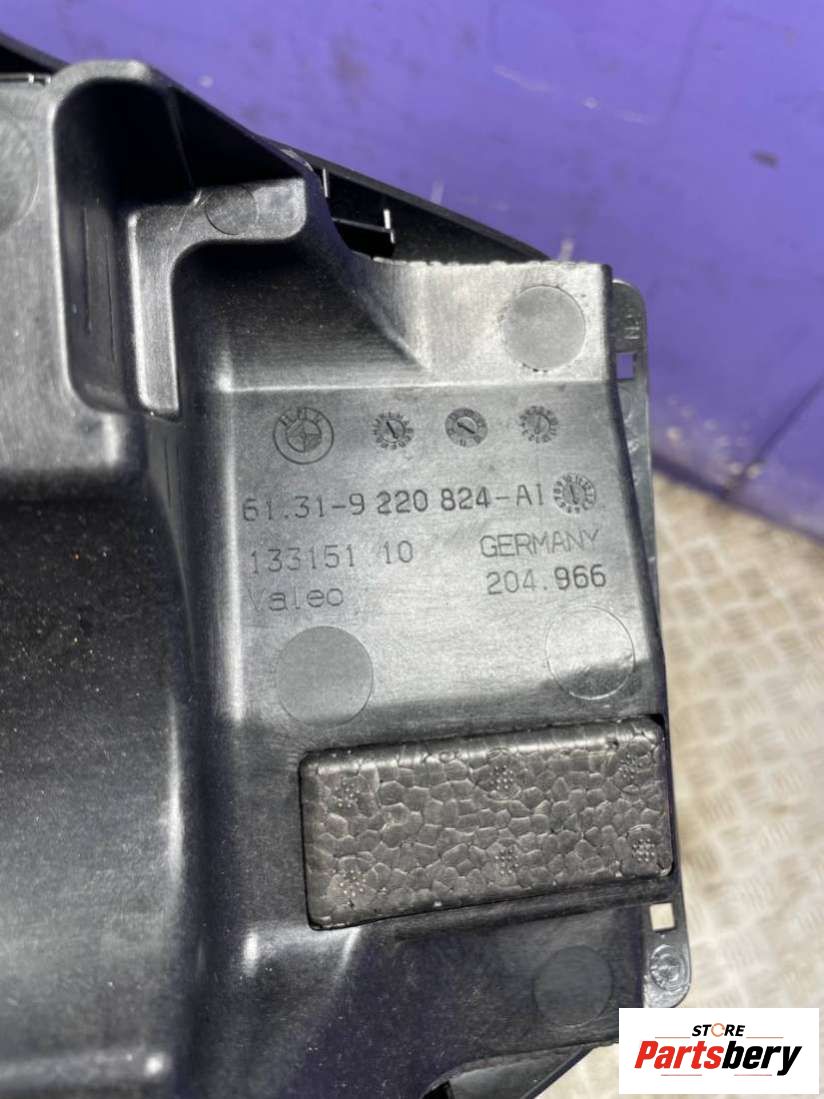 61.31-9 220 824-A1
133151 10 GERMANY
Valeo 204.966
STORE
Partsbery